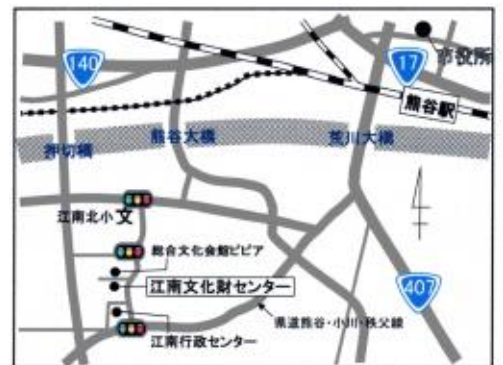 市役所
140
17
熊谷駅
押切橋
熊谷大橋
荒川大橋
江南北小 文
総合文化会館ピピア
江南文化財センター
407
県道熊谷・小川・秩父線
江南行政センター